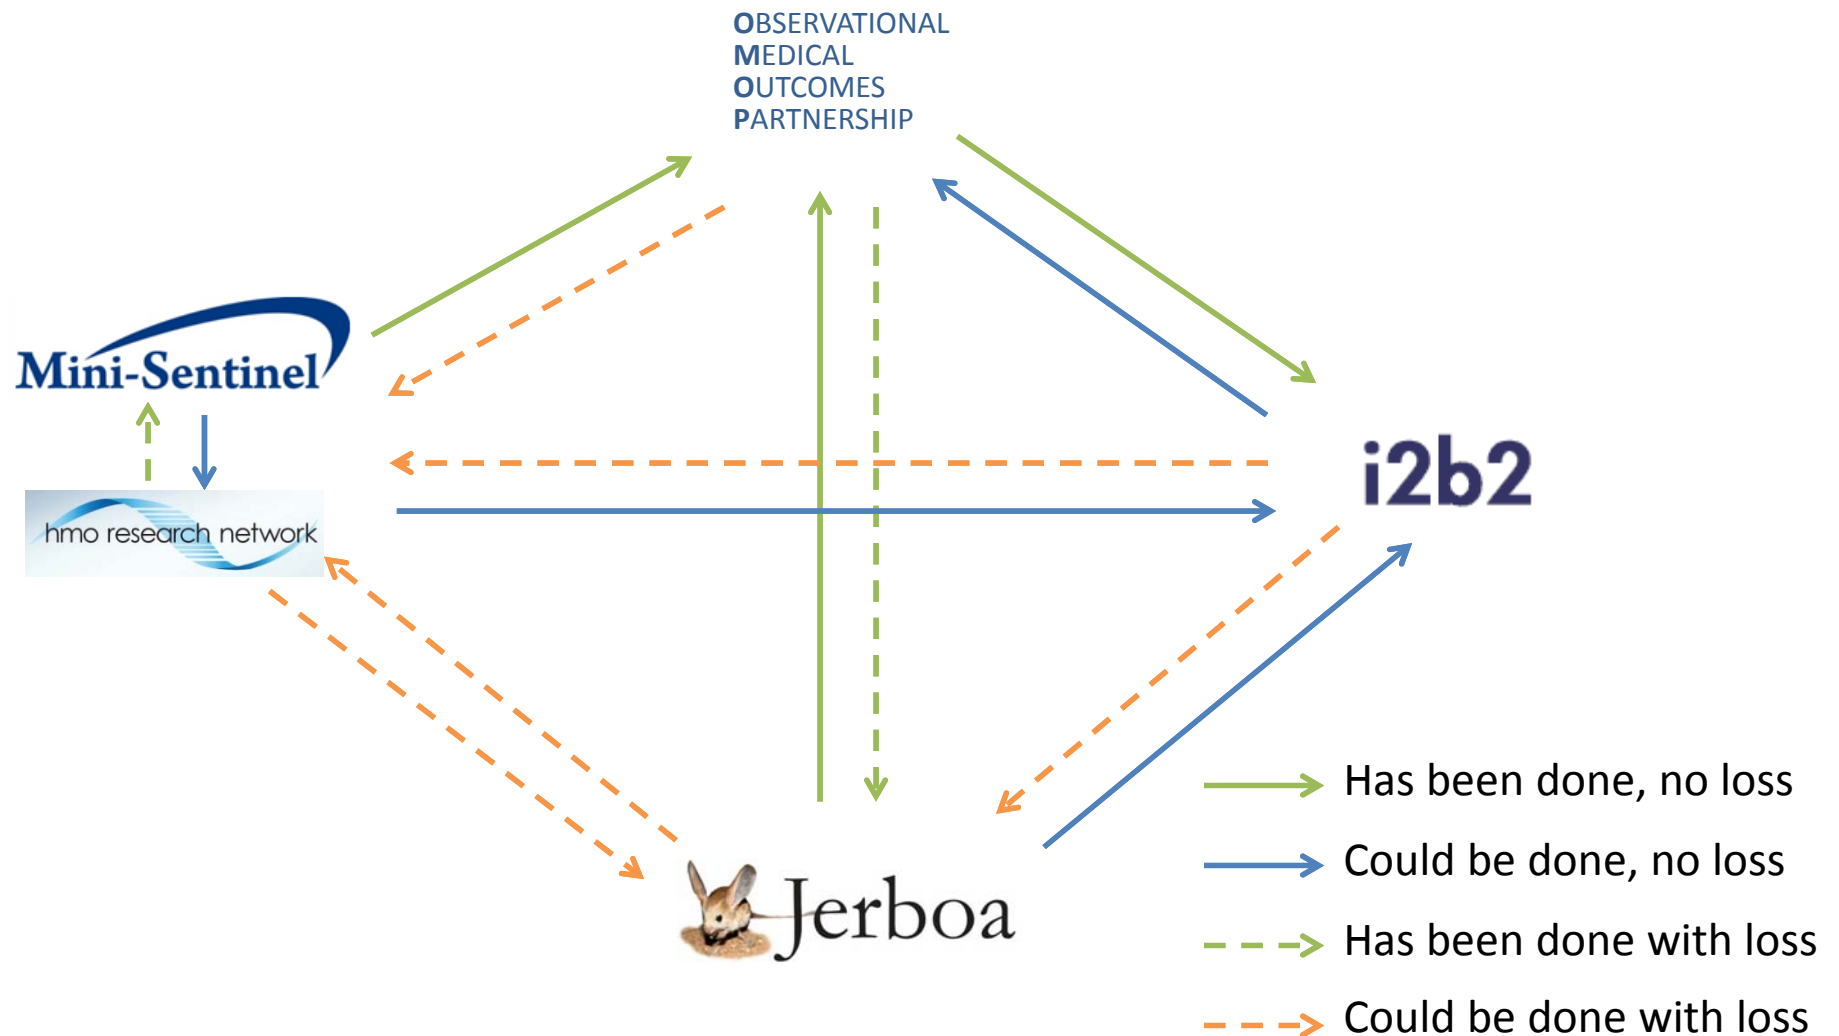 OBSERVATIONAL
MEDICAL
OUTCOMES
PARTNERSHIP
Mini-Sentinel
hmo research network
i2b2
Jerboa
Has been done, no loss
Could be done, no loss
Has been done with loss
Could be done with loss